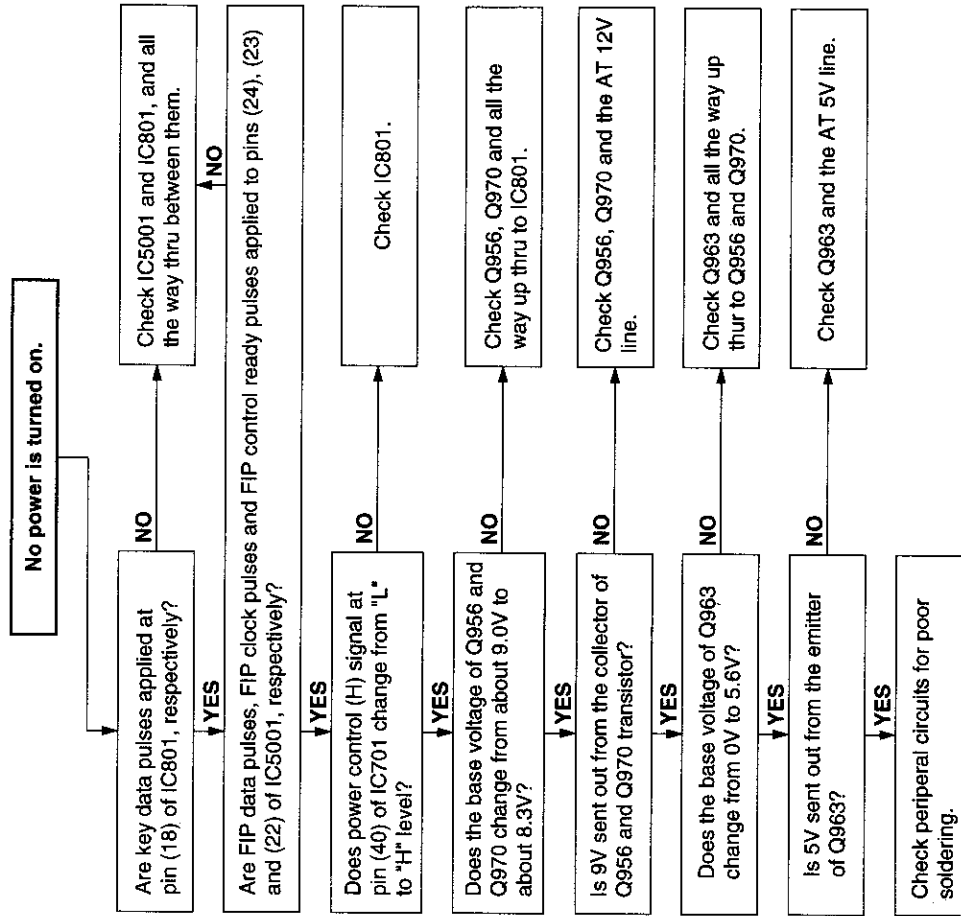 No power is turned on.
Are key data pulses applied at
pin (18) of IC801, respectively?
NO
Check IC5001 and IC801, and all
the way thru between them.
YES
NO
Are FIP data pulses, FIP clock pulses and FIP control ready pulses applied to pins (24), (23)
and (22) of IC5001, respectively?
YES
Does power control (H) signal at
pin (40) of IC701 change from "L"
to "H" level?
NO
Check IC801.
YES
Does the base voltage of Q956 and
Q970 change from about 9.0V to
about 8.3V?
NO
Check Q956, Q970 and all the
way up thru to IC801.
YES
Is 9V sent out from the collector of
Q956 and Q970 transistor?
NO
Check Q956, Q970 and the AT 12V
line.
YES
Does the base voltage of Q963
change from 0V to 5.6V?
NO
Check Q963 and all the way up
thur to Q956 and Q970.
YES
Is 5V sent out from the emitter
of Q963?
NO
Check Q963 and the AT 5V line.
YES
Check periperal circuits for poor
soldering.